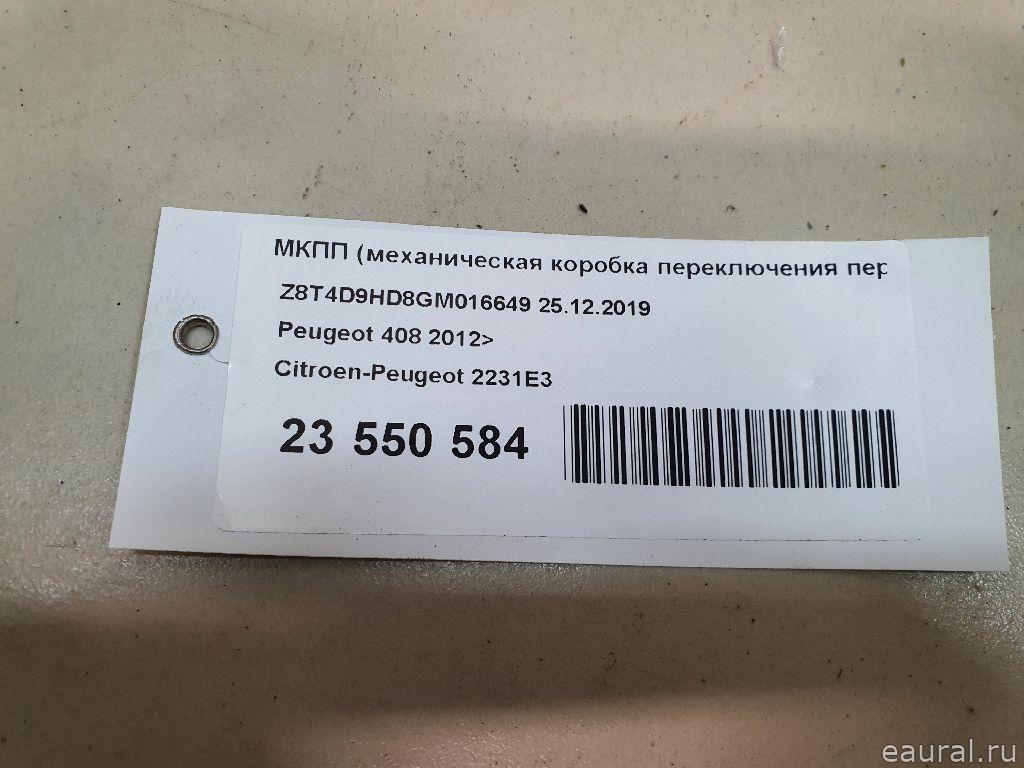 МКПП (механическая коробка переключения пер
Z8T4D9HD8GM016649 25.12.2019
Peugeot 408 2012>
Citroen-Peugeot 2231E3
23 550 584
eaural.ru